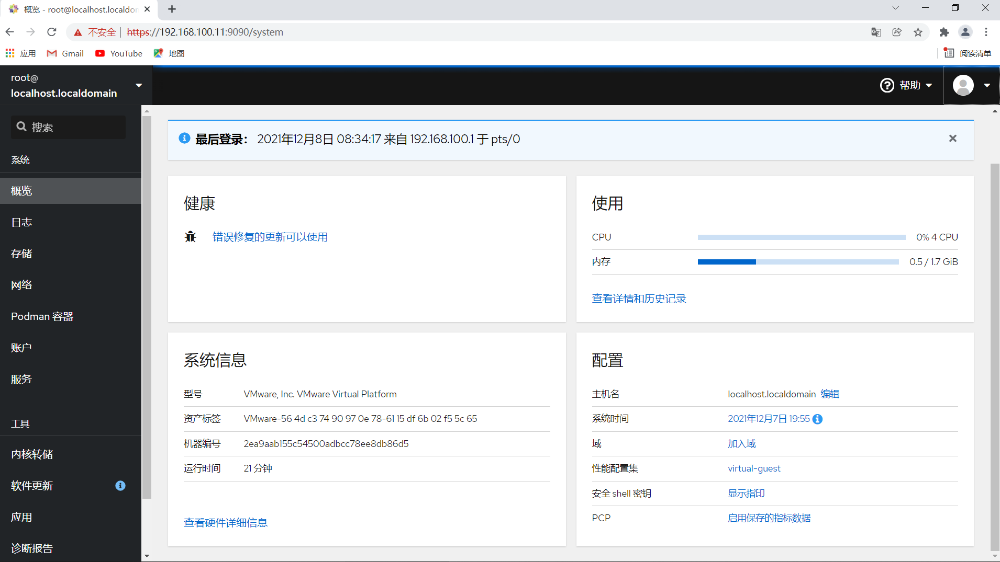 概览 - root@localhost.localdor
不安全 | https://192.168.100.11:9090/system
应用 Gmail YouTube 地图 阅读清单
root@
localhost.localdomain
帮助
搜索
系统
概览
日志
存储
网络
Podman 容器
账户
服务
工具
内核转储
软件更新
应用
诊断报告
最后登录： 2021年12月8日 08:34:17 来自 192.168.100.1 于 pts/0
健康
错误修复的更新可以使用
使用
CPU 0% 4 CPU
内存 0.5 / 1.7 GiB
查看详情和历史记录
系统信息
型号 VMware, Inc. VMware Virtual Platform
资产标签 VMware-56 4d c3 74 90 97 0e 78-61 15 df 6b 02 f5 5c 65
机器编号 2ea9aab155c54500adbcc78ee8db86d5
运行时间 21 分钟
查看硬件详细信息
配置
主机名 localhost.localdomain 编辑
系统时间 2021年12月7日 19:55
域 加入域
性能配置集 virtual-guest
安全 shell 密钥 显示指印
PCP 启用保存的指标数据